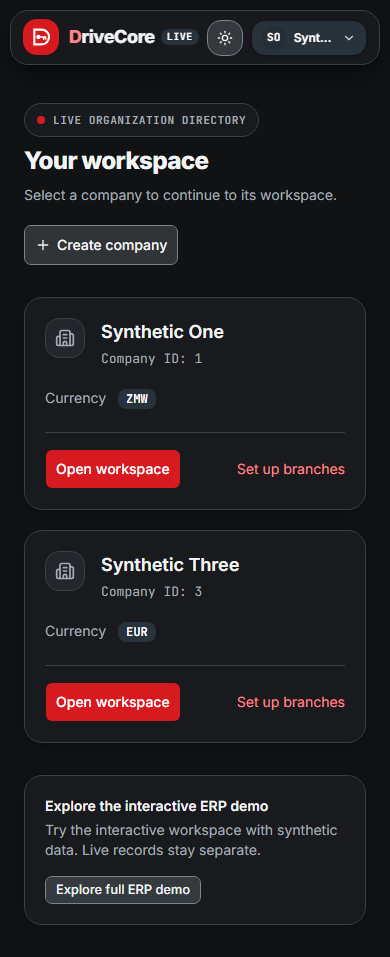 DriveCore LIVE SO Synt...
LIVE ORGANIZATION DIRECTORY
Your workspace
Select a company to continue to its workspace.
+ Create company
Synthetic One
Company ID: 1
Currency ZMW
Open workspace Set up branches
Synthetic Three
Company ID: 3
Currency EUR
Open workspace Set up branches
Explore the interactive ERP demo
Try the interactive workspace with synthetic
data. Live records stay separate.
Explore full ERP demo